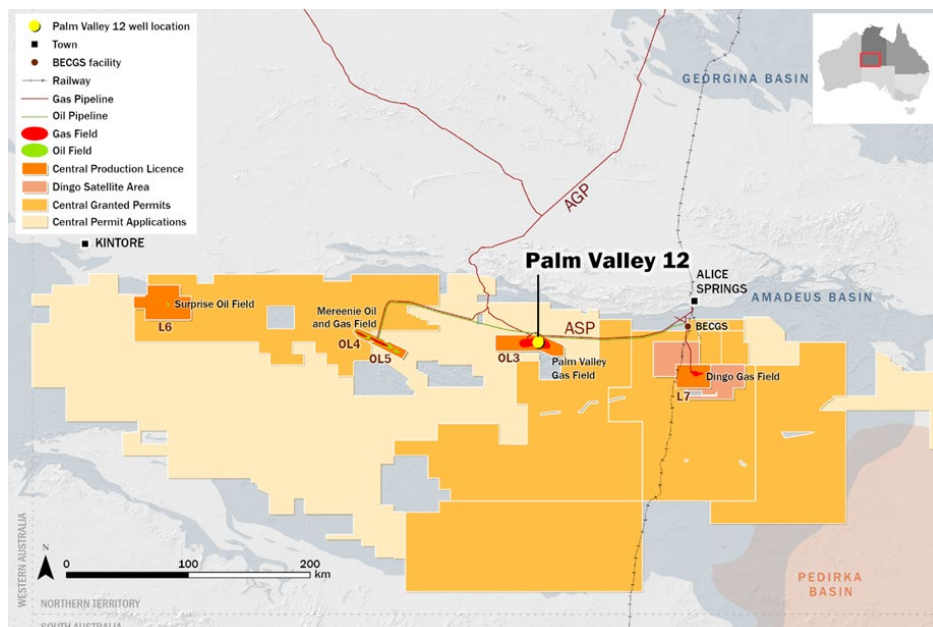 Palm Valley 12 well location
Town
BECGS facility
Railway
Gas Pipeline
Oil Pipeline
Gas Field
Oil Field
Central Production Licence
Dingo Satellite Area
Central Granted Permits
Central Permit Applications
GEORGINA BASIN
AGP
KINTORE
Palm Valley 12
ALICE
SPRINGS
AMADEUS BASIN
Surprise Oil Field
L6
Mereenie Oil
and Gas Field
ASP
BECGS
OL4
OL5
OL3
Palm Valley
Gas Field
Dingo Gas Field
L7
WESTERN AUSTRALIA
N
0
100
200
km
PEDIRKA
BASIN
NORTHERN TERRITORY
SOUTH AUSTRALIA